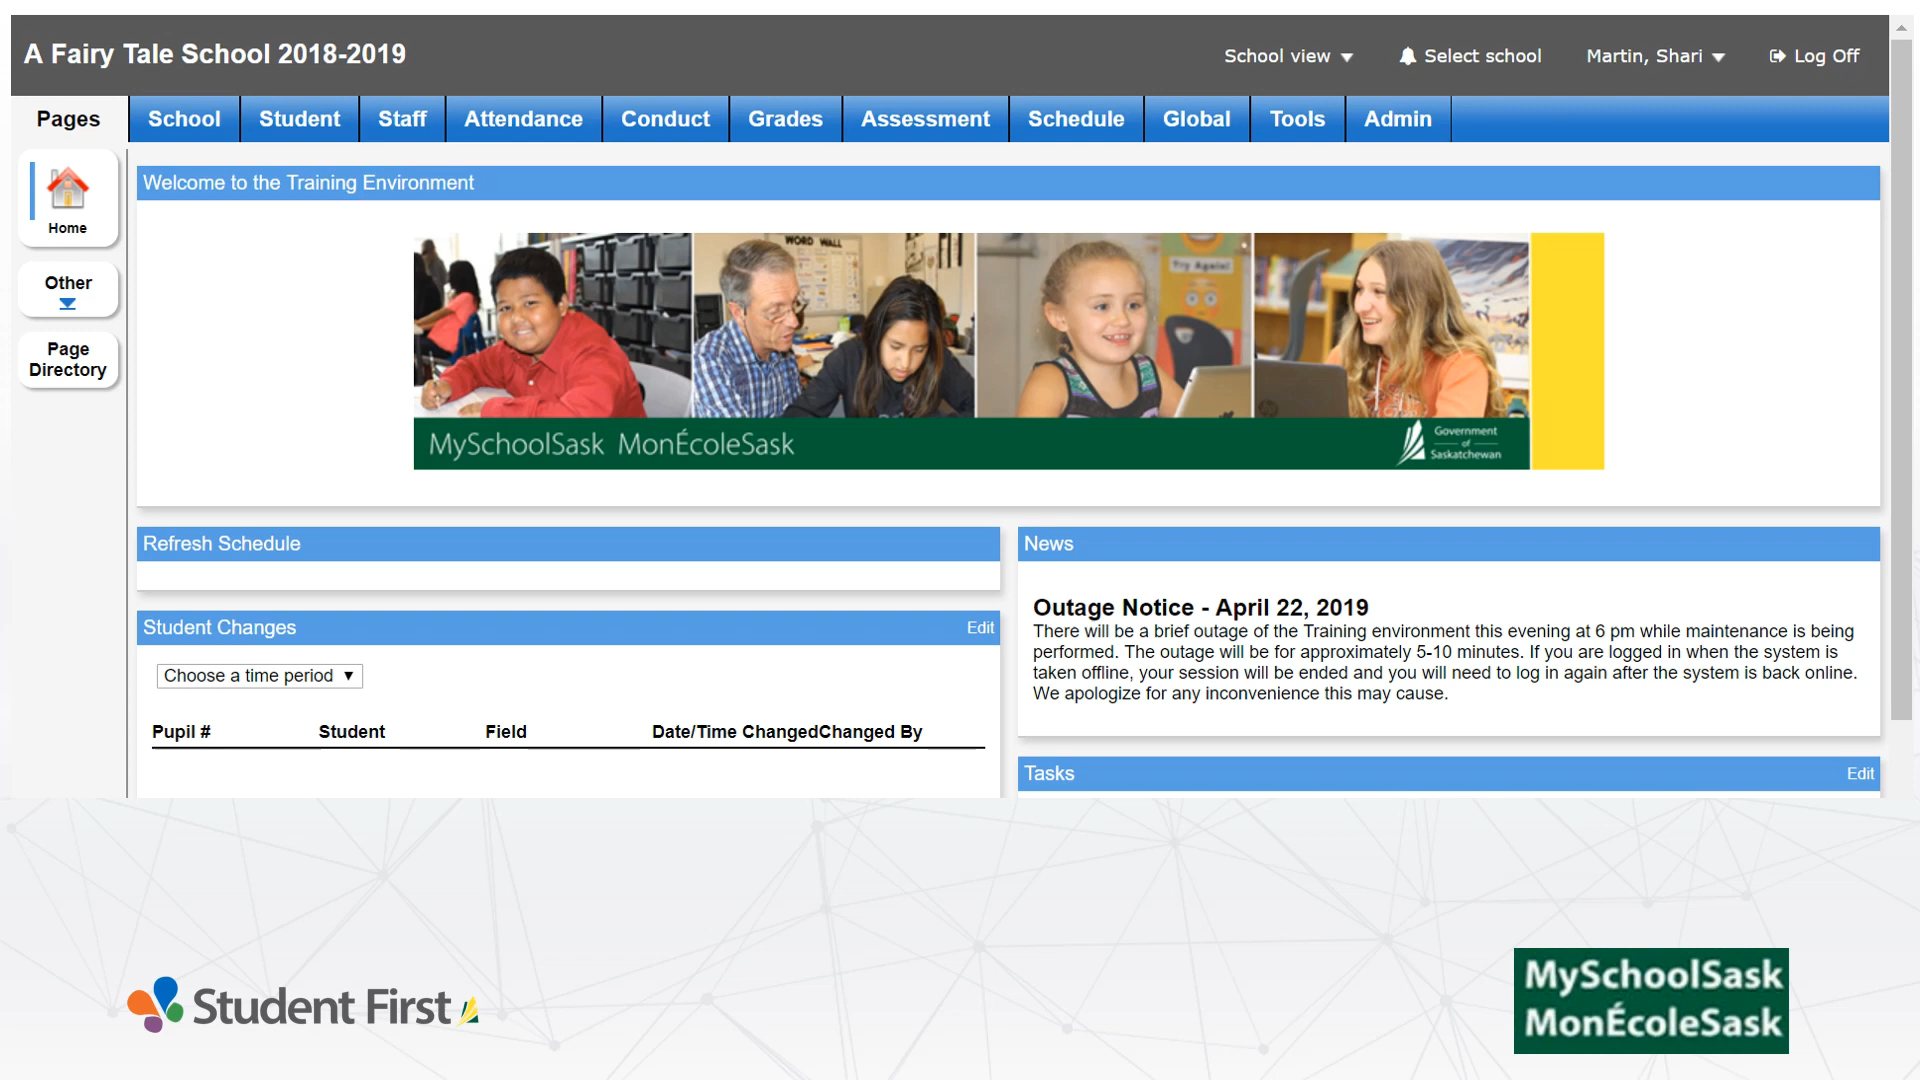 A Fairy Tale School 2018-2019
School view
Select school
Martin, Shari
Log Off
Pages
School
Student
Staff
Attendance
Conduct
Grades
Assessment
Schedule
Global
Tools
Admin
Home
Other
Page
Directory
Welcome to the Training Environment
WORD WALL
Try Again!
MySchoolSask MonÉcoleSask
Government
of
Saskatchewan
Refresh Schedule
Student Changes
Edit
Choose a time period
Pupil #
Student
Field
Date/Time Changed
Changed By
News
Outage Notice - April 22, 2019
There will be a brief outage of the Training environment this evening at 6 pm while maintenance is being
performed. The outage will be for approximately 5-10 minutes. If you are logged in when the system is
taken offline, your session will be ended and you will need to log in again after the system is back online.
We apologize for any inconvenience this may cause.
Tasks
Edit
Student First
MySchoolSask
MonÉcoleSask